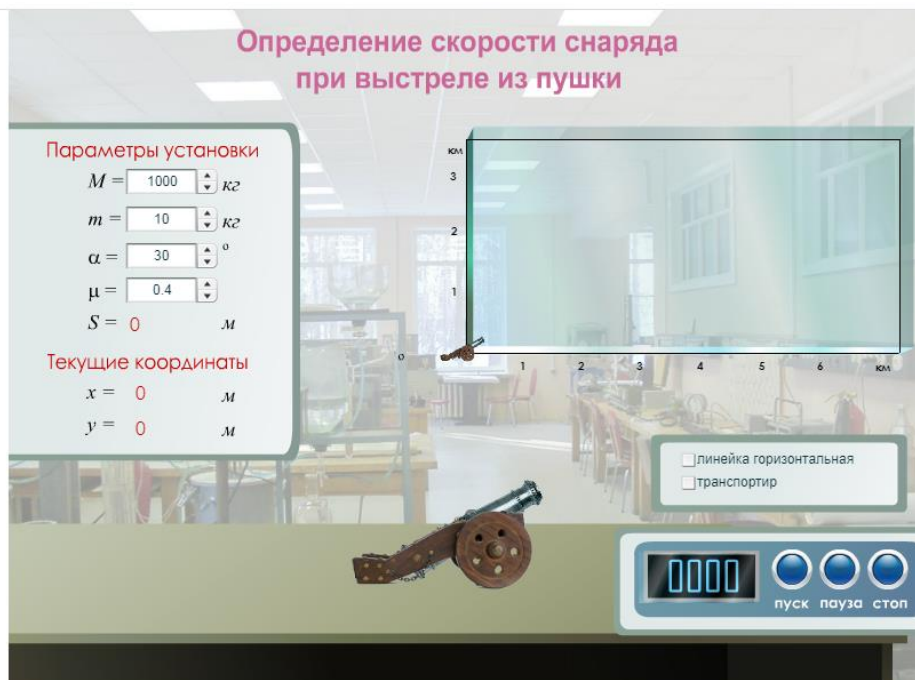 Определение скорости снаряда
при выстреле из пушки
Параметры установки
M = 1000 кг
m = 10 кг
α = 30 °
μ = 0.4
S = 0 м
Текущие координаты
x = 0 м
y = 0 м
км
3
2
1
0 1 2 3 4 5 6 км
линейка горизонтальная
транспортир
0000
пуск пауза стоп